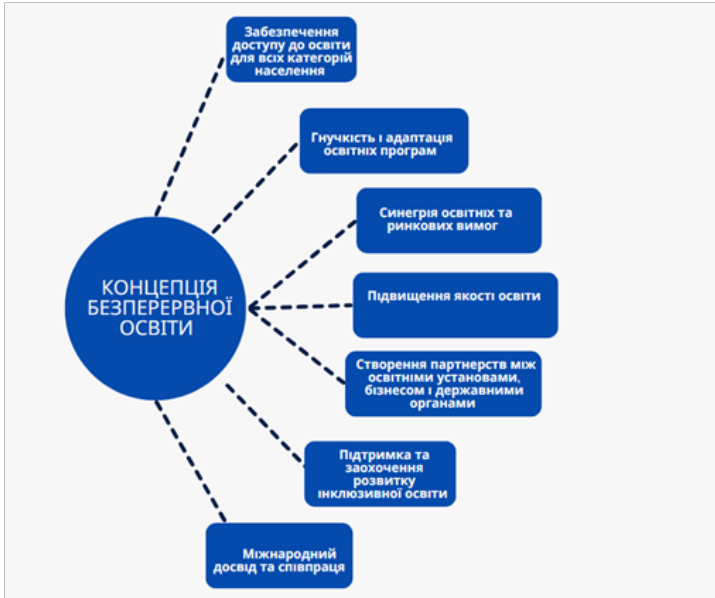 Забезпечення
доступу до освіти
для всіх категорій
населення
Гнучкість і адаптація
освітніх програм
Синегрія освітніх та
ринкових вимог
КОНЦЕПЦІЯ
БЕЗПЕРЕРВНОЇ
ОСВІТИ
Підвищення якості освіти
Створення партнерств між
освітніми установами,
бізнесом і державними
органами
Підтримка та
заохочення
розвитку
інклюзивної освіти
Міжнародний
досвід та співпраця